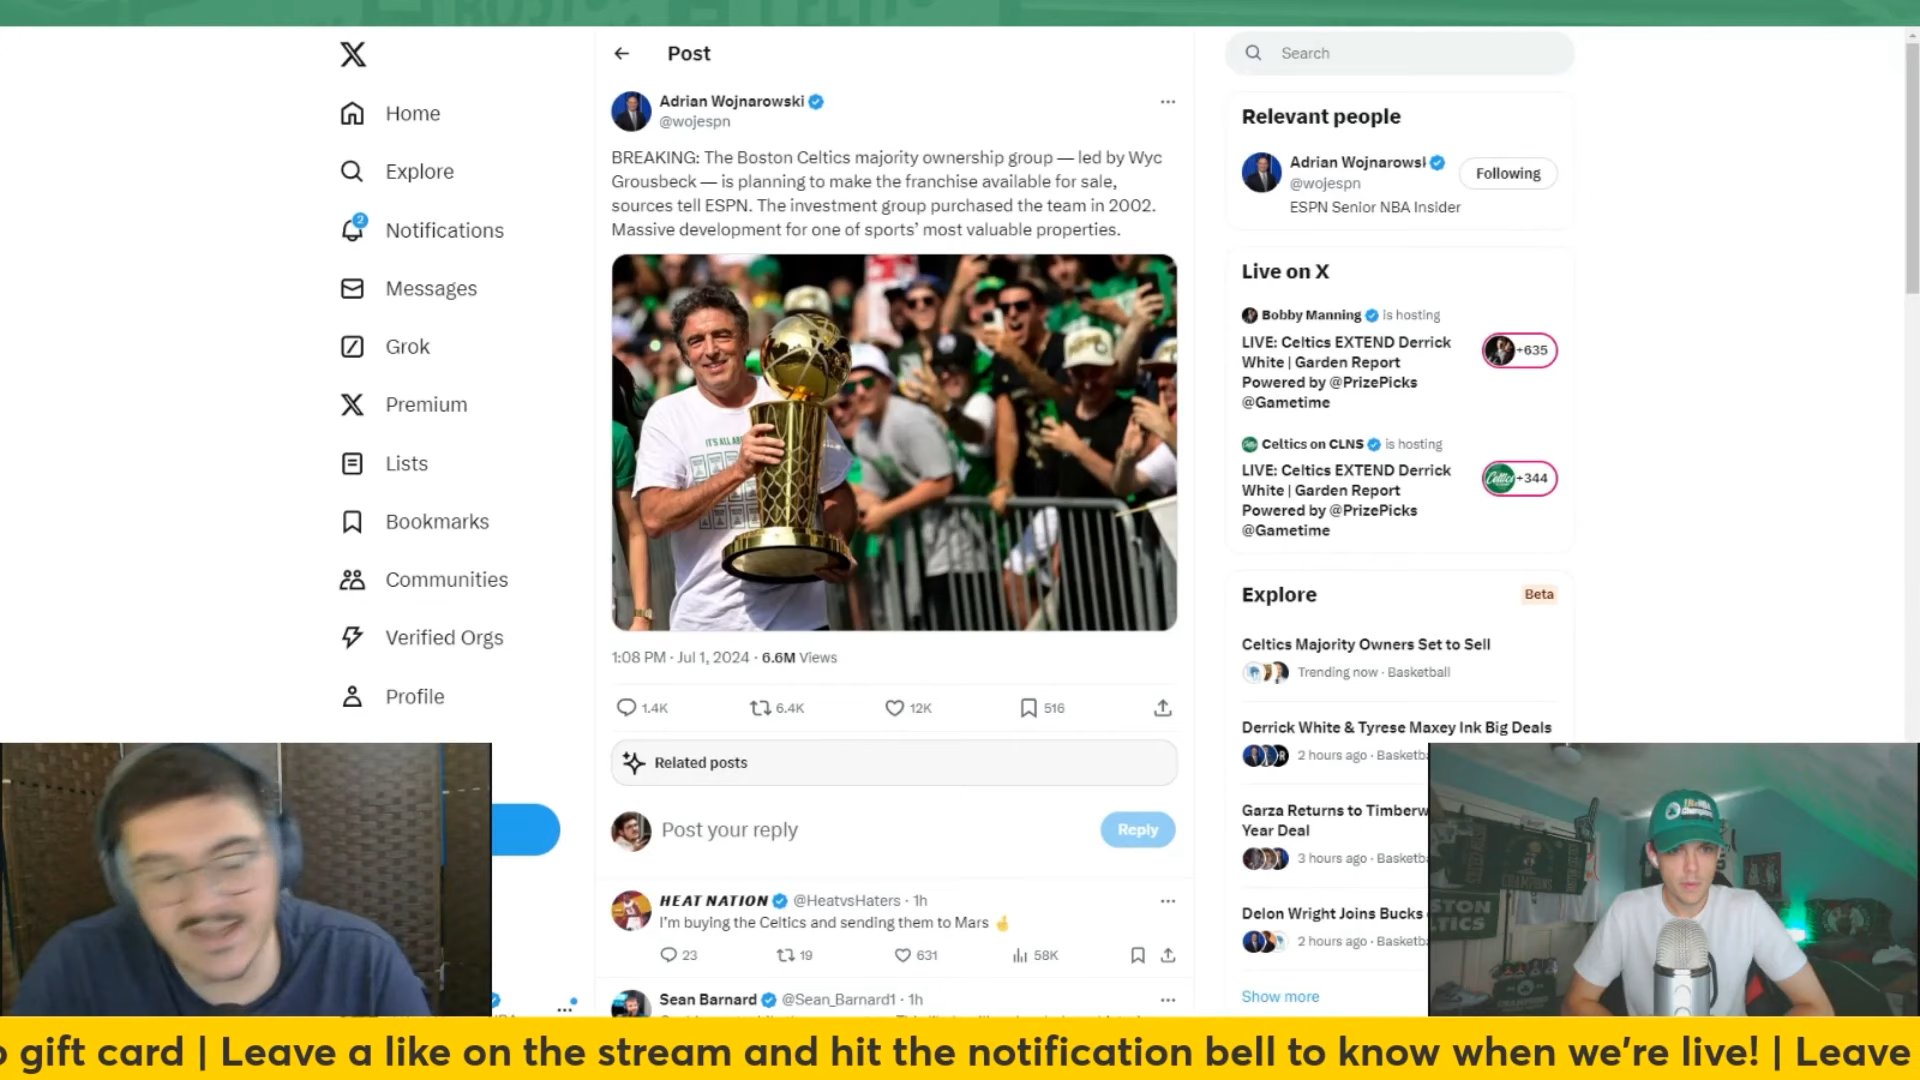 Post
Search
Home
Explore
2
Notifications
Messages
Grok
Premium
Lists
Bookmarks
Communities
Verified Orgs
Profile
Adrian Wojnarowski
@wojespn
BREAKING: The Boston Celtics majority ownership group — led by Wyc
Grousbeck — is planning to make the franchise available for sale,
sources tell ESPN. The investment group purchased the team in 2002.
Massive development for one of sports’ most valuable properties.
IT'S ALL
1:08 PM · Jul 1, 2024 · 6.6M Views
1.4K 6.4K 12K 516
Related posts
Post your reply
Reply
HEAT NATION @HeatvsHaters · 1h
I’m buying the Celtics and sending them to Mars
23 19 631 58K
Sean Barnard @Sean_Barnard1 · 1h
Relevant people
Adrian Wojnarowsl
@wojespn
Following
ESPN Senior NBA Insider
Live on X
Bobby Manning is hosting
LIVE: Celtics EXTEND Derrick
White | Garden Report
Powered by @PrizePicks
@Gametime
+635
Celtics on CLNS is hosting
LIVE: Celtics EXTEND Derrick
White | Garden Report
Powered by @PrizePicks
@Gametime
+344
Explore
Beta
Celtics Majority Owners Set to Sell
Trending now · Basketball
Derrick White & Tyrese Maxey Ink Big Deals
2 hours ago · Basketb
Garza Returns to Timberw
Year Deal
3 hours ago · Basketb
Delon Wright Joins Bucks
2 hours ago · Basketb
Show more
STON
TICS
o gift card | Leave a like on the stream and hit the notification bell to know when we’re live! | Leave